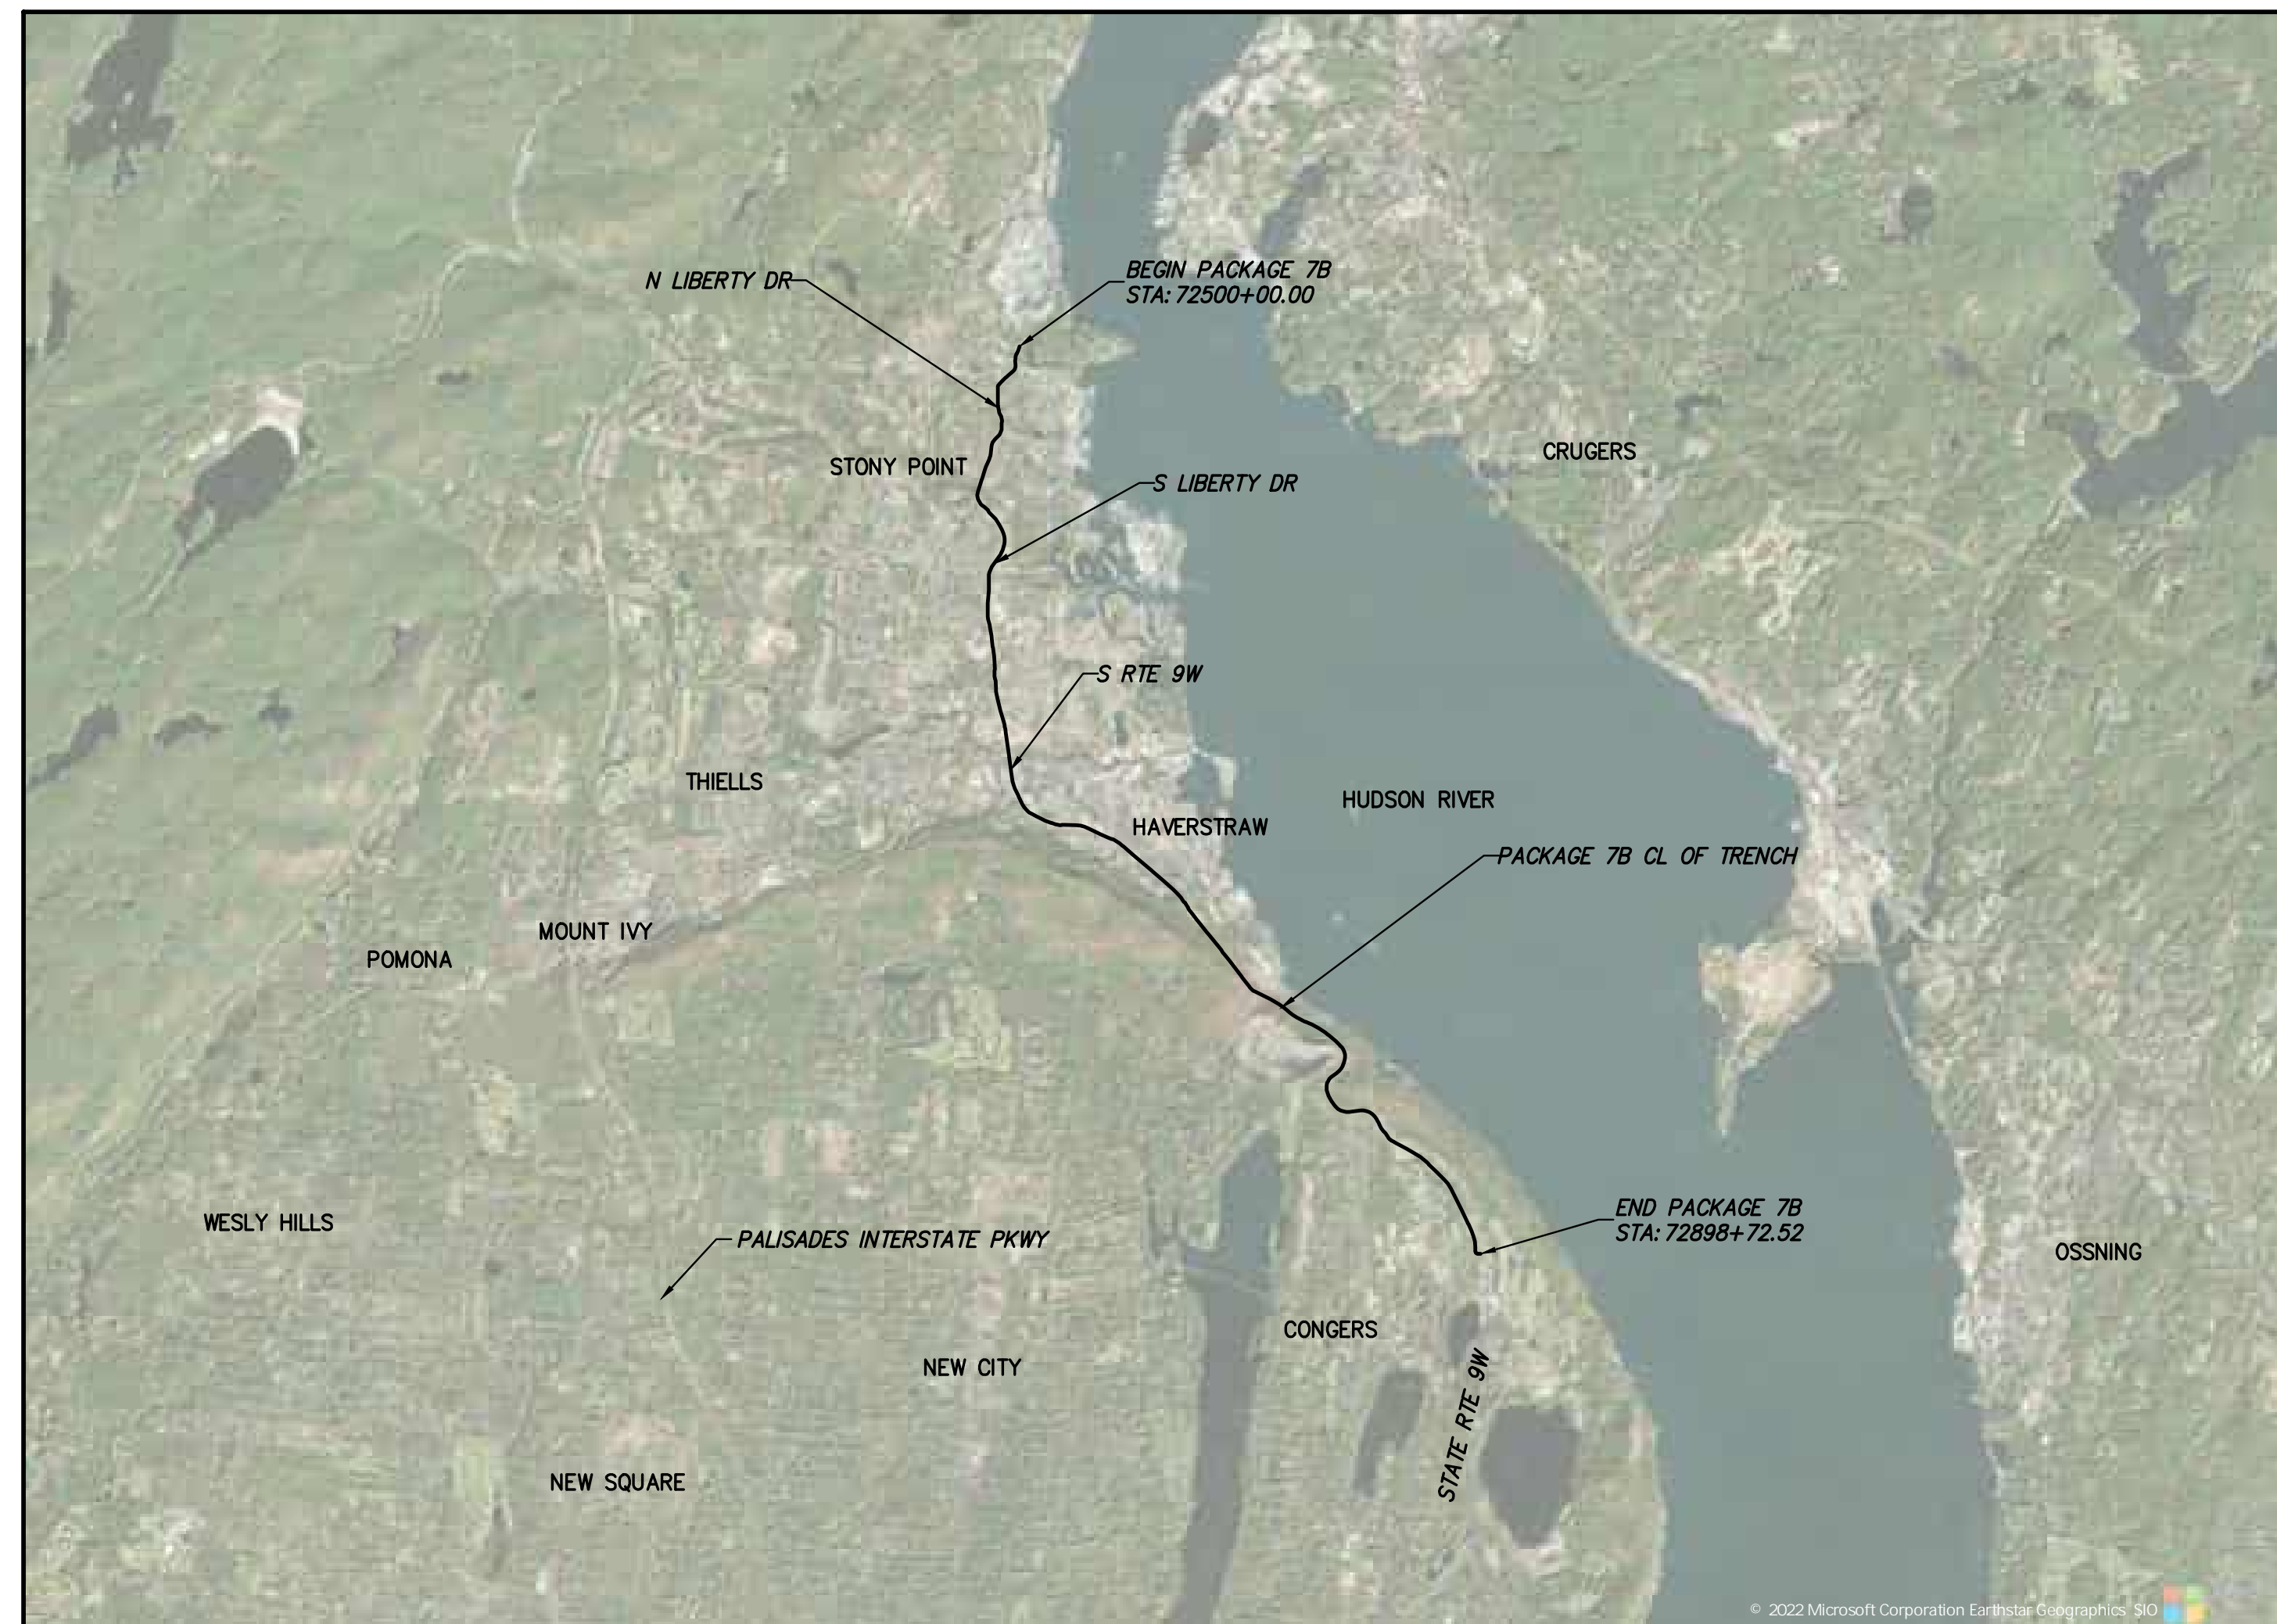 N LIBERTY DR
BEGIN PACKAGE 7B
STA: 72500+00.00
STONY POINT
CRUGERS
S LIBERTY DR
S RTE 9W
THIELLS
HUDSON RIVER
HAVERSTRAW
PACKAGE 7B CL OF TRENCH
MOUNT IVY
POMONA
END PACKAGE 7B
STA: 72898+72.52
WESLY HILLS
PALISADES INTERSTATE PKWY
OSSNING
CONGERS
NEW CITY
STATE RTE 9W
NEW SQUARE
© 2022 Microsoft Corporation Earthstar Geographics SIO